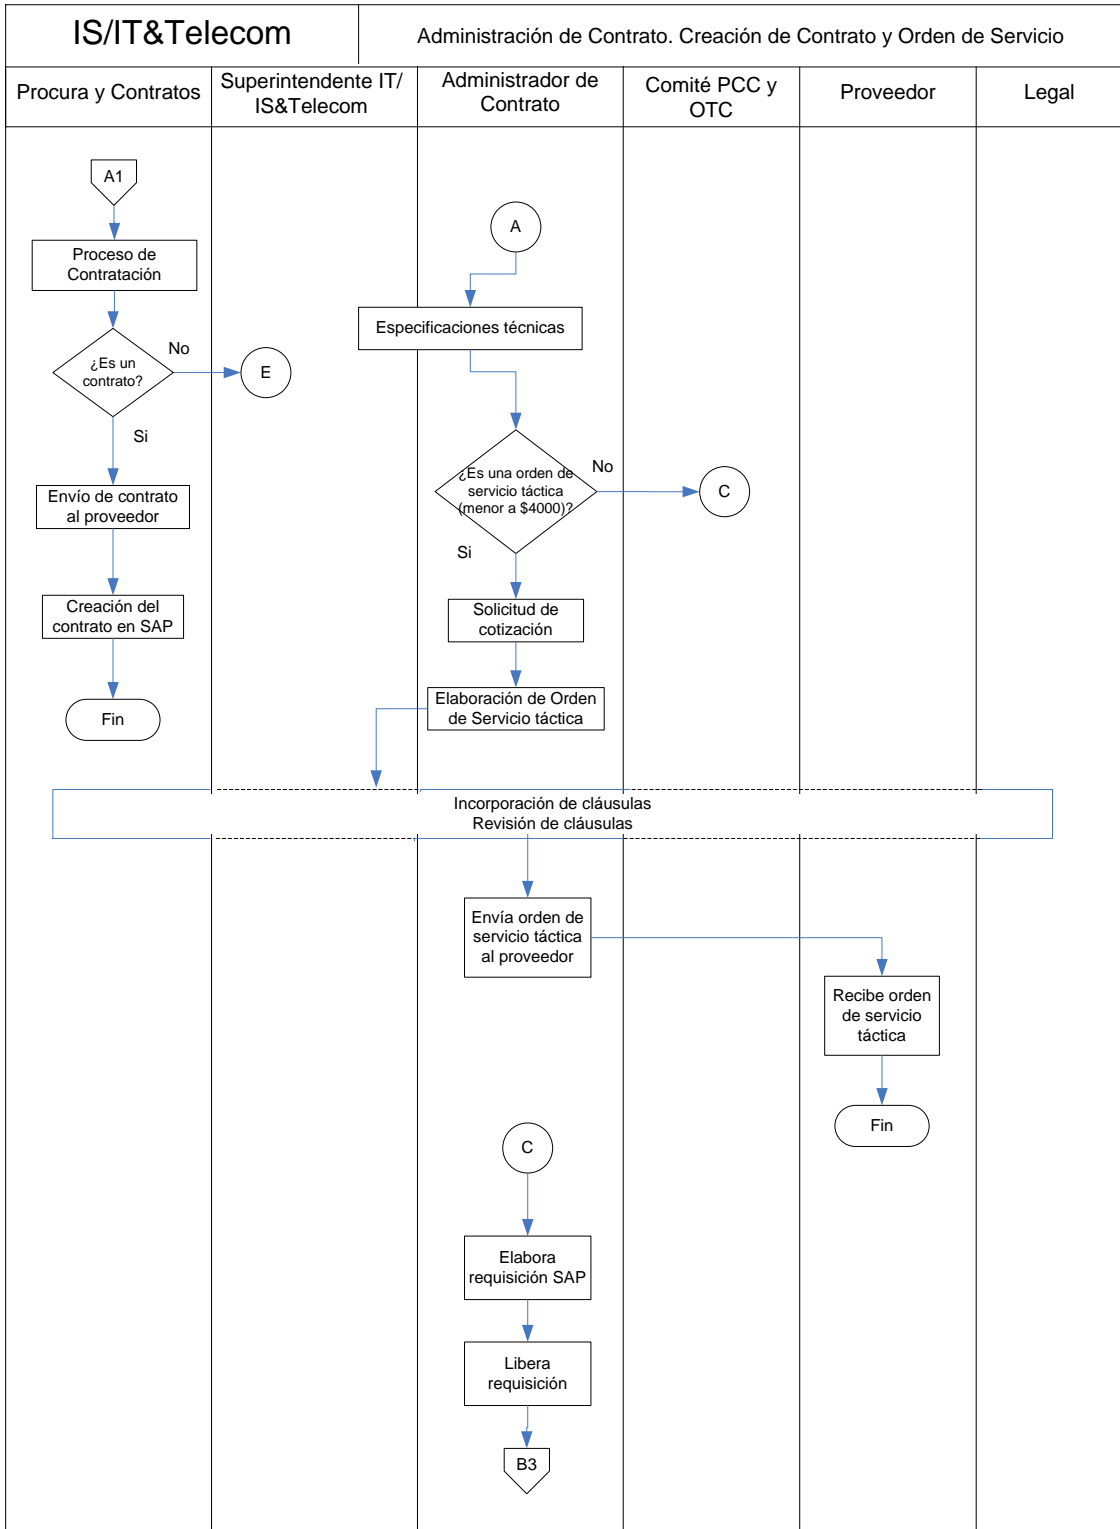 IS/IT&Telecom
Administración de Contrato. Creación de Contrato y Orden de Servicio
Procura y Contratos
Superintendente IT/
IS&Telecom
Administrador de
Contrato
Comité PCC y
OTC
Proveedor
Legal
A1
Proceso de
Contratación
¿Es un
contrato?
No
E
Si
Envío de contrato
al proveedor
Creación del
contrato en SAP
Fin
A
Especificaciones técnicas
¿Es una orden de
servicio táctica
(menor a $4000)?
No
C
Si
Solicitud de
cotización
Elaboración de Orden
de Servicio táctica
Incorporación de cláusulas
Revisión de cláusulas
Envía orden de
servicio táctica
al proveedor
Recibe orden
de servicio
táctica
Fin
C
Elabora
requisición SAP
Libera
requisición
B3